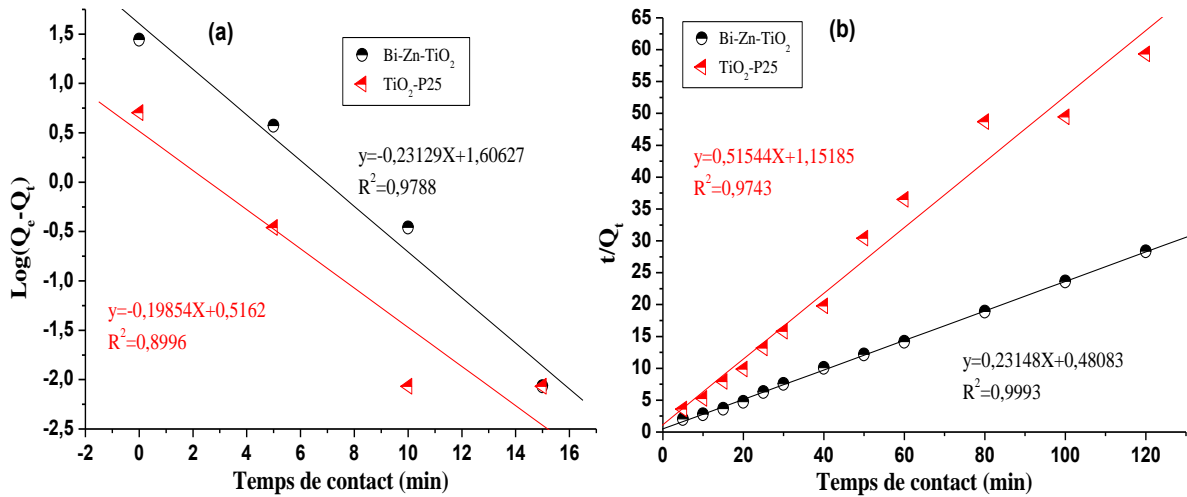 (a)
Bi-Zn-TiO2
TiO2-P25
y=-0,23129X+1,60627
R2=0,9788
y=-0,19854X+0,5162
R2=0,8996
Log(Qe-Qt)
1,5
1,0
0,5
0,0
-0,5
-1,0
-1,5
-2,0
-2,5
-2 0 2 4 6 8 10 12 14 16
Temps de contact (min)
(b)
Bi-Zn-TiO2
TiO2-P25
y=0,51544X+1,15185
R2=0,9743
y=0,23148X+0,48083
R2=0,9993
t/Qt
65
60
55
50
45
40
35
30
25
20
15
10
5
0
0 20 40 60 80 100 120
Temps de contact (min)